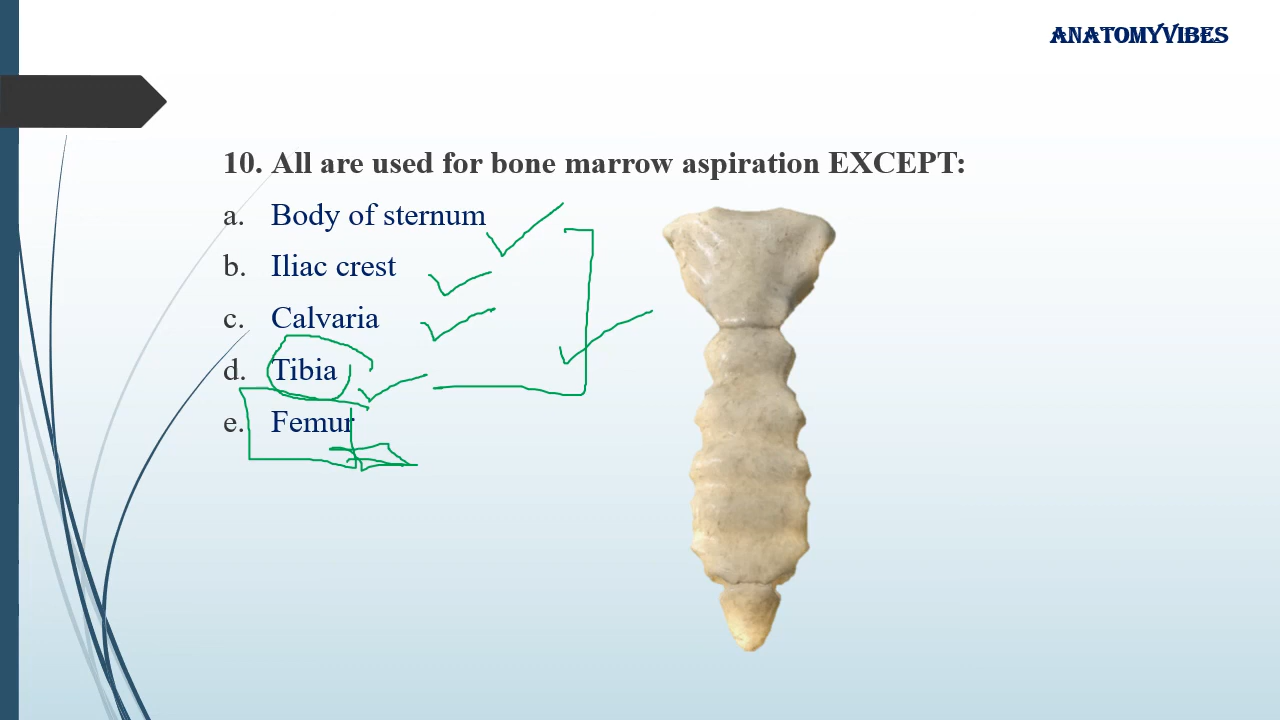 ANATOMYVIBES
10. All are used for bone marrow aspiration EXCEPT:
a. Body of sternum
b. Iliac crest
c. Calvaria
d. Tibia
e. Femur